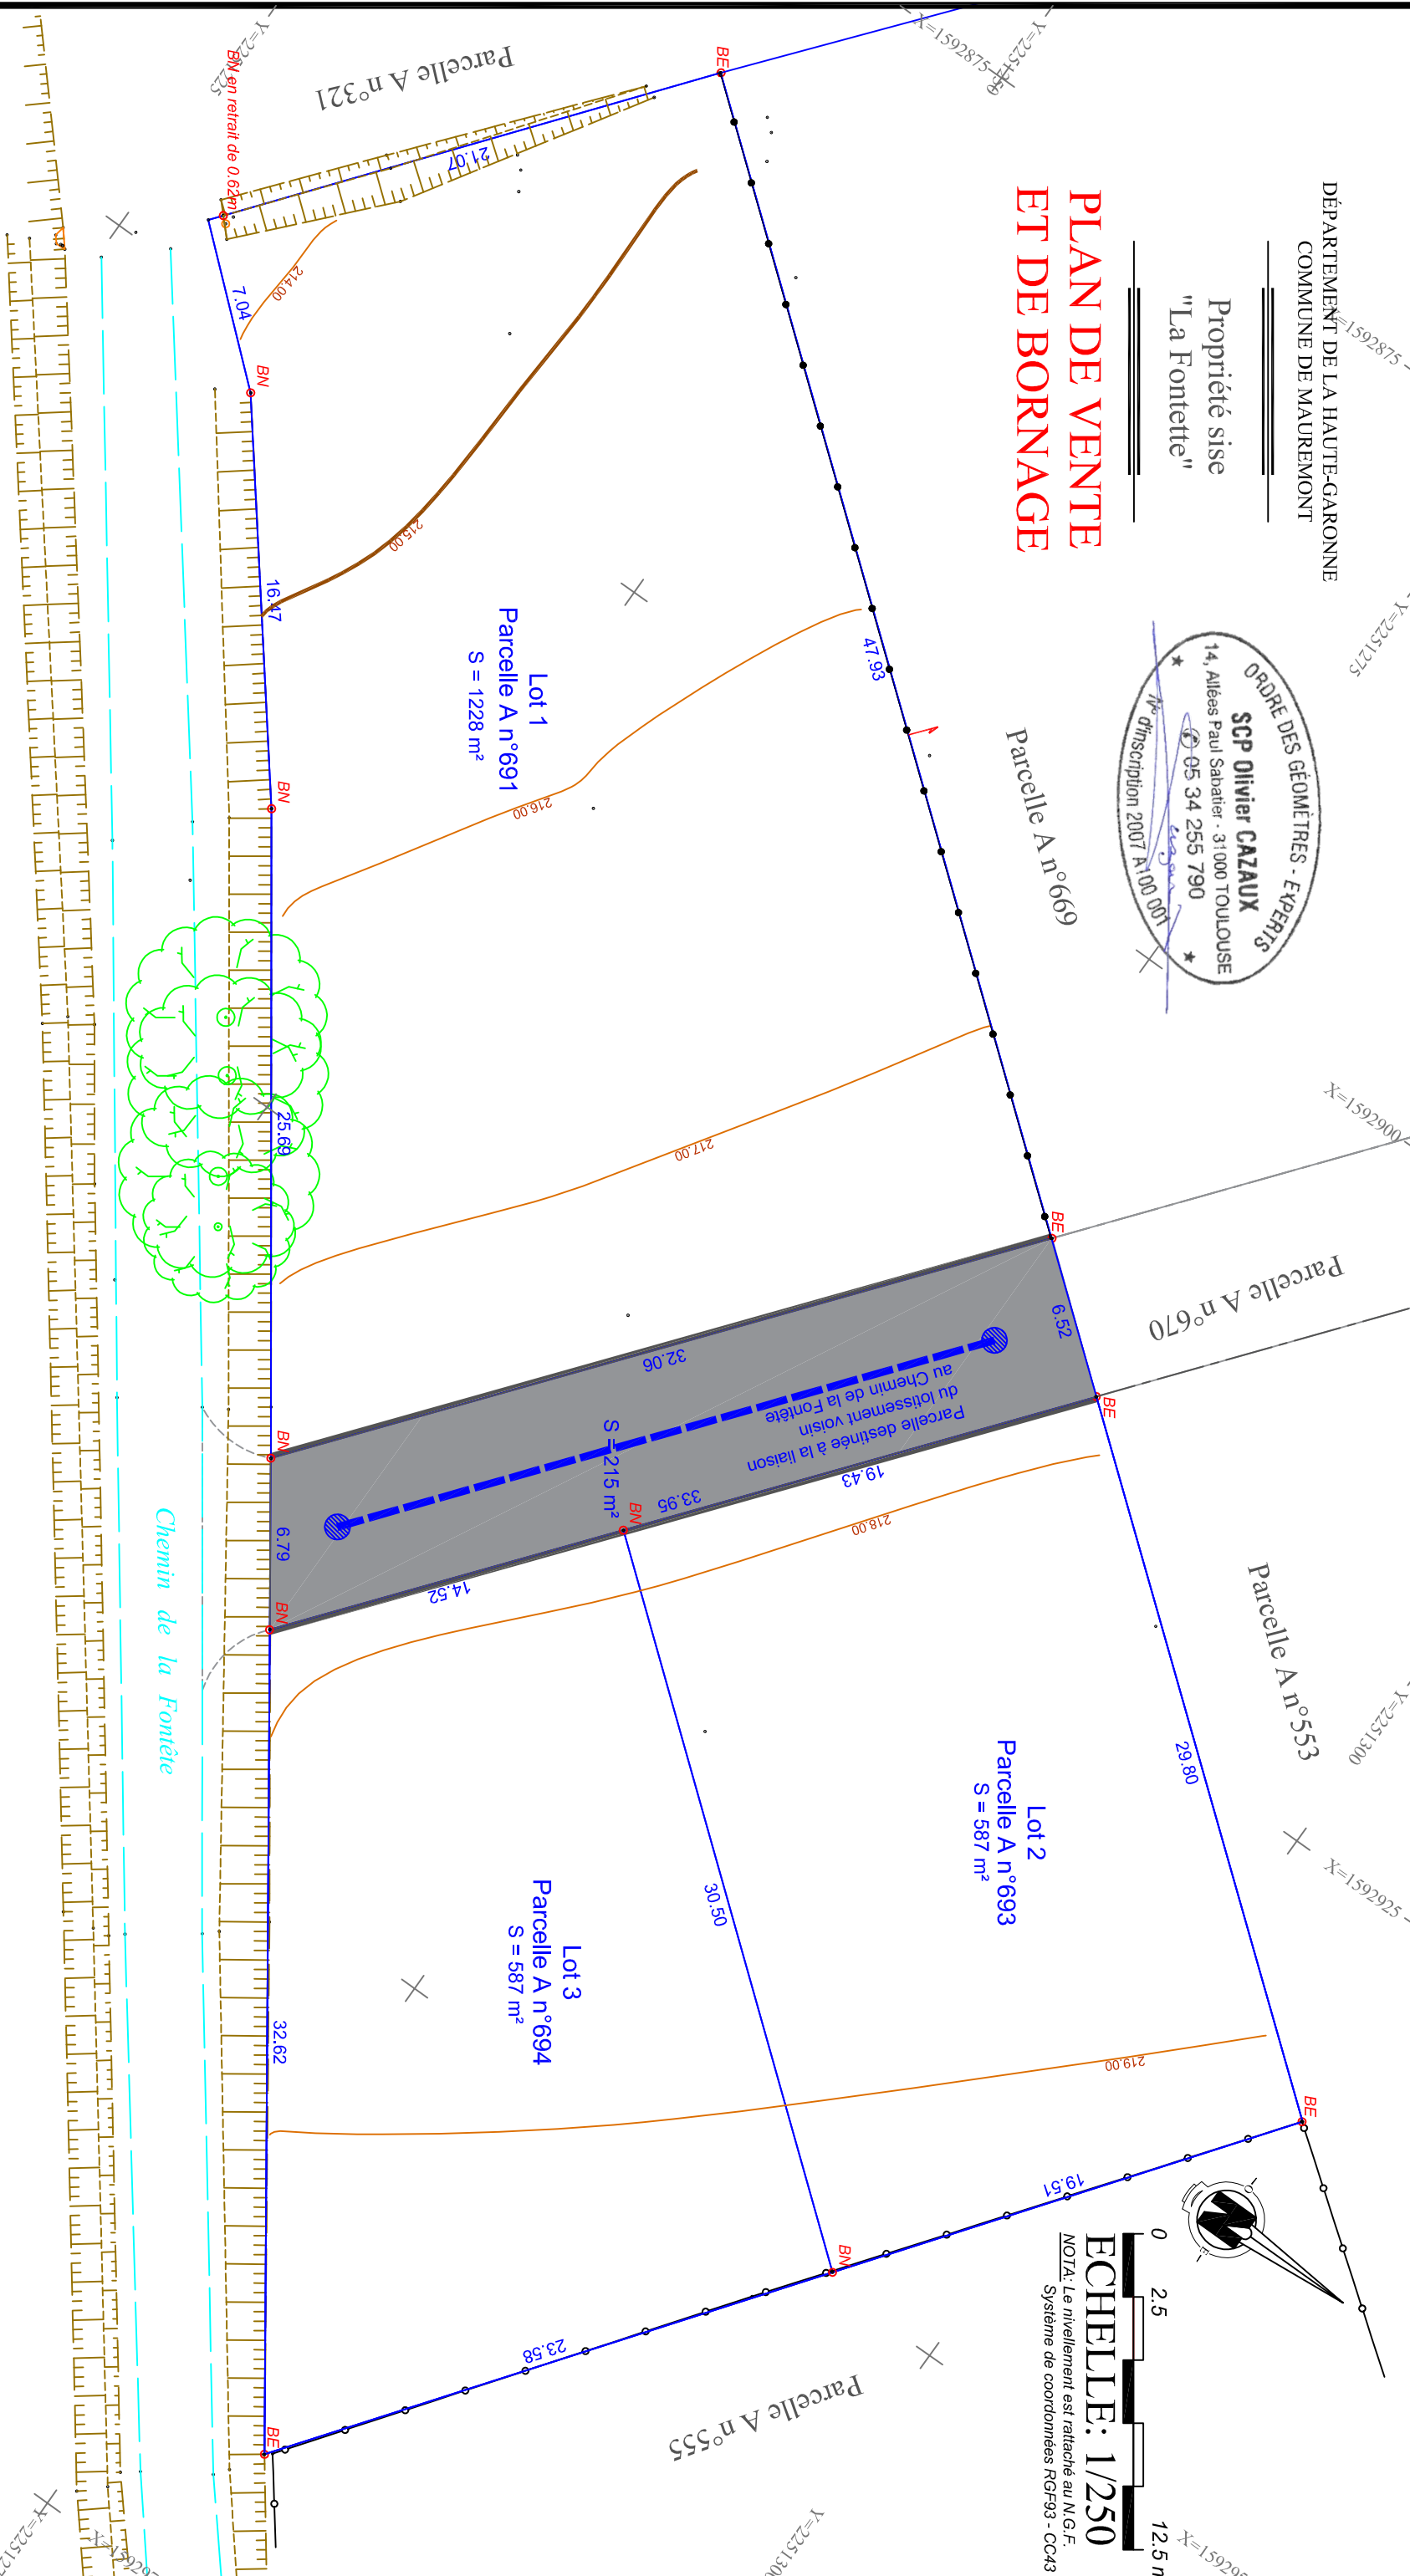 DÉPARTEMENT DE LA HAUTE-GARONNE
COMMUNE DE MAUREMONT
Propriété sise
"La Fontette"
PLAN DE VENTE
ET DE BORNAGE
ORDRE DES GÉOMÈTRES - EXPERTS
SCP Olivier CAZAUX
14, Allées Paul Sabatier - 31000 TOULOUSE
05 34 255 790
N° d'inscription 2007 A100 001
Parcelle A n°321
Parcelle A n°669
Parcelle A n°670
Parcelle A n°553
Parcelle A n°555
Lot 1
Parcelle A n°691
S = 1228 m²
Lot 2
Parcelle A n°693
S = 587 m²
Lot 3
Parcelle A n°694
S = 587 m²
Parcelle destinée à la liaison
du lotissement voisin
au Chemin de la Fontête
S = 215 m²
Chemin de la Fontête
BN en retrait de 0.62m
BE
BE
BE
BE
BE
BN
BN
BN
BN
BN
BN
21.07
7.04
16.47
25.69
47.93
6.52
32.06
33.95
19.43
14.52
6.79
29.80
30.50
32.62
19.51
23.58
214.00
215.00
216.00
217.00
218.00
219.00
X=1592875
X=1592875
X=1592900
X=1592925
Y=2251275
Y=2251300
0
2.5
12.5
ECHELLE: 1/250
NOTA: Le nivellement est rattaché au N.G.F.
Système de coordonnées RGF93 - CC43